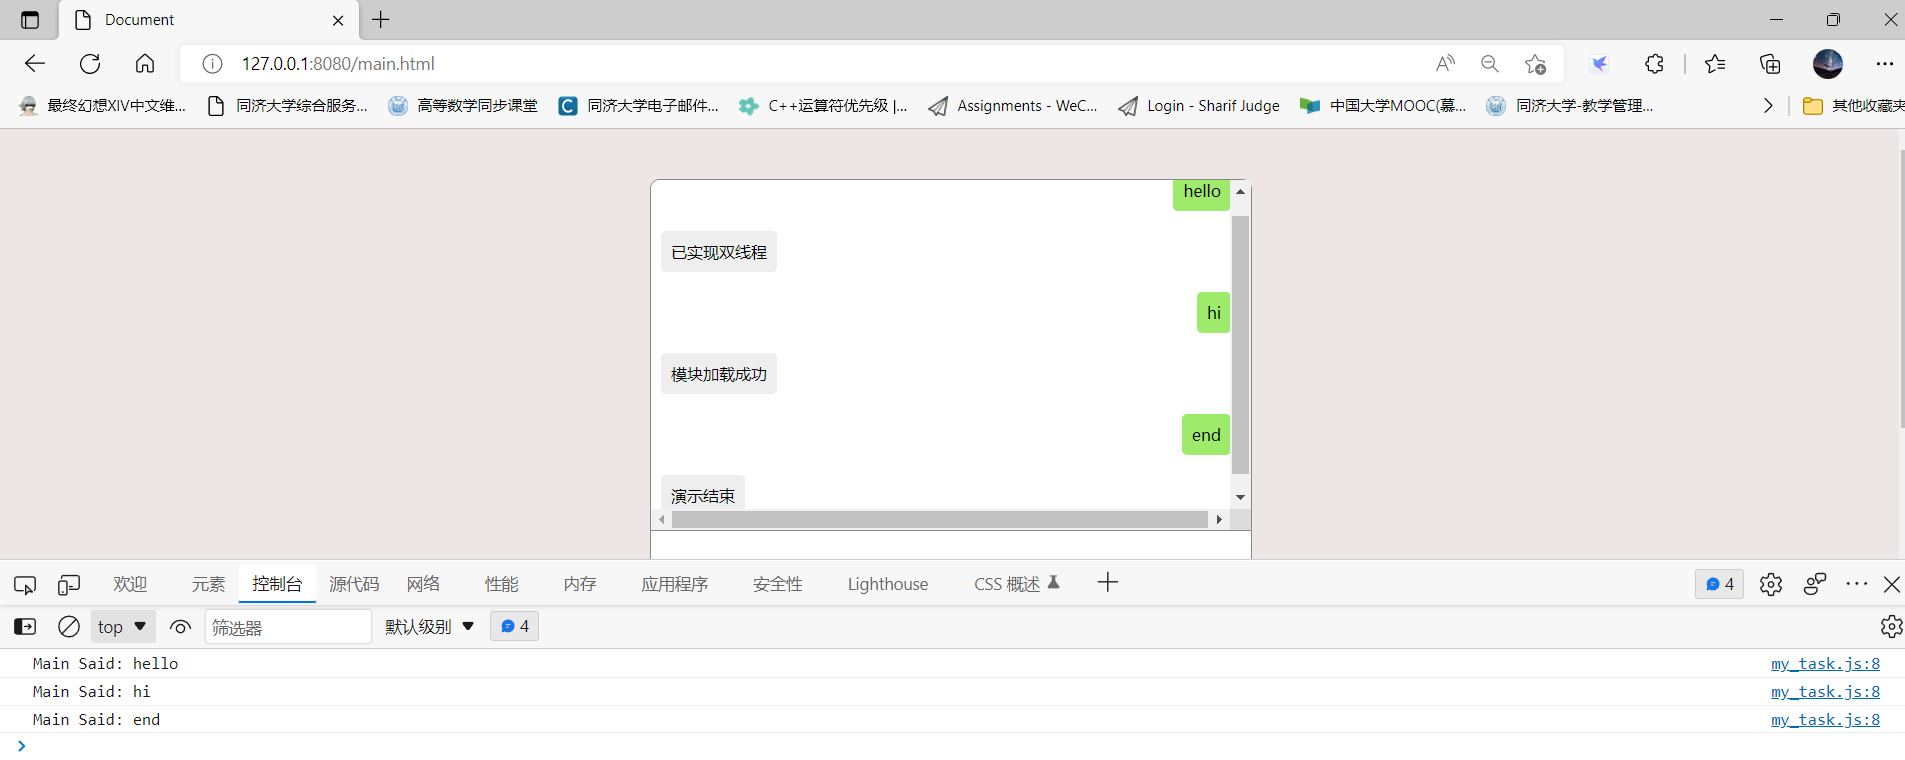 Document
127.0.0.1:8080/main.html
最终幻想XIV中文维... 同济大学综合服务... 高等数学同步课堂 同济大学电子邮件... C++运算符优先级 |... Assignments - WeC... Login - Sharif Judge 中国大学MOOC(慕... 同济大学-教学管理... 其他收藏夹
hello
已实现双线程
hi
模块加载成功
end
演示结束
欢迎 元素 控制台 源代码 网络 性能 内存 应用程序 安全性 Lighthouse CSS 概述 4
top 筛选器 默认级别 4
Main Said: hello my_task.js:8
Main Said: hi my_task.js:8
Main Said: end my_task.js:8